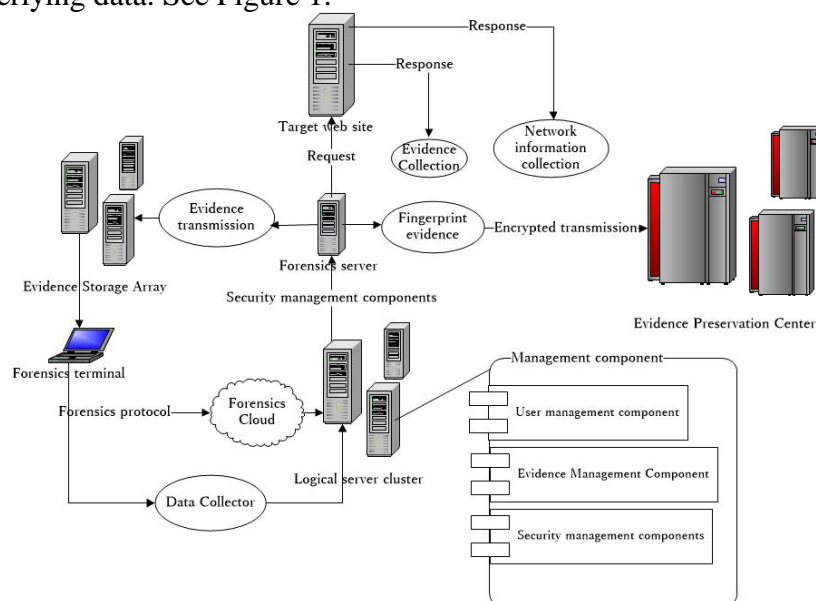 erlying data. See Figure 1.
Response
Response
Target web site
Evidence
Collection
Network
information
collection
Request
Evidence
transmission
Fingerprint
evidence
Encrypted transmission
Forensics server
Evidence Storage Array
Security management components
Evidence Preservation Center
Forensics terminal
Management component
Forensics protocol
Forensics
Cloud
User management component
Logical server cluster
Evidence Management Component
Data Collector
Security management components